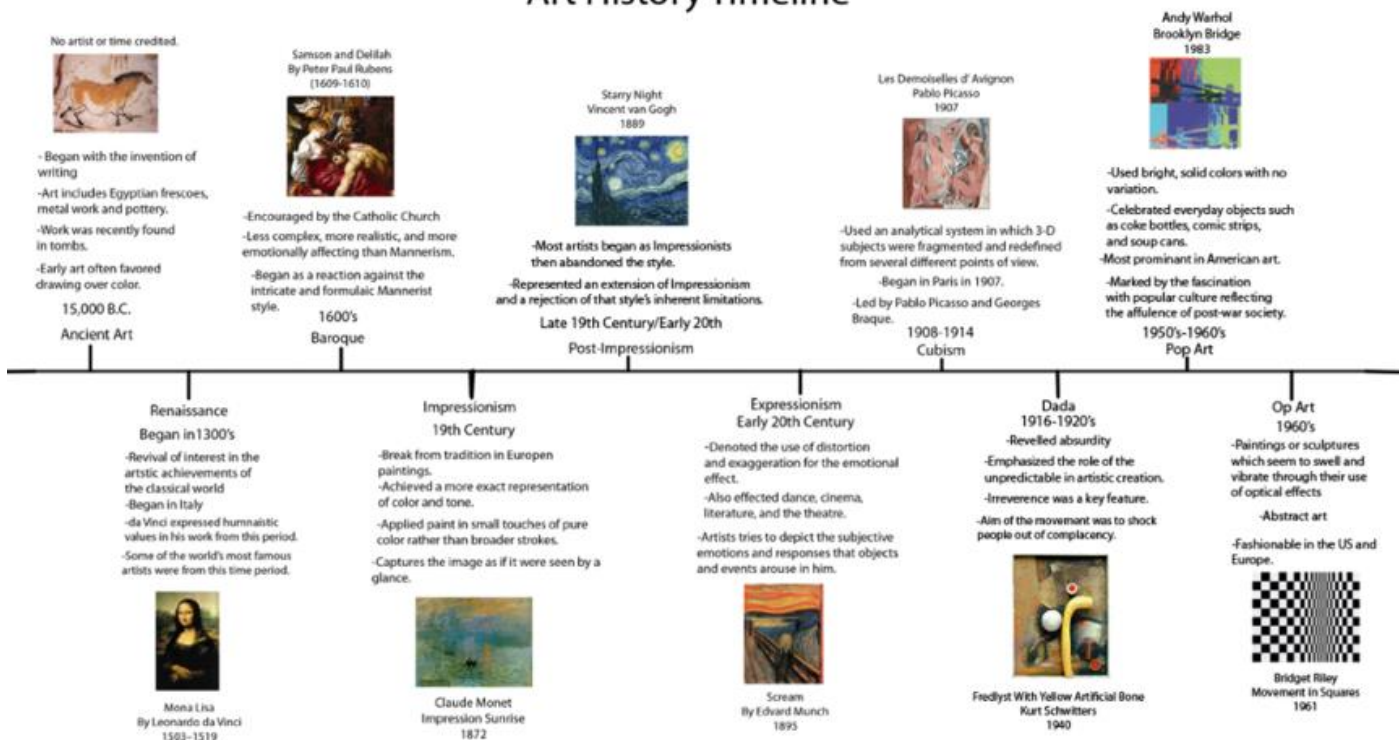 Art History Timeline
No artist or time credited.
- Began with the invention of
writing
-Art includes Egyptian frescoes,
metal work and pottery.
-Work was recently found
in tombs.
-Early art often favored
drawing over color.
15,000 B.C.
Ancient Art
Samson and Delilah
By Peter Paul Rubens
(1609-1610)
-Encouraged by the Catholic Church
-Less complex, more realistic, and more
emotionally affecting than Mannerism.
-Began as a reaction against the
intricate and formulaic Mannerist
style.
1600's
Baroque
Starry Night
Vincent van Gogh
1889
-Most artists began as Impressionists
then abandoned the style.
-Represented an extension of Impressionism
and a rejection of that style's inherent limitations.
Late 19th Century/Early 20th
Post-Impressionism
Les Demoiselles d' Avignon
Pablo Picasso
1907
-Used an analytical system in which 3-D
subjects were fragmented and redefined
from several different points of view.
-Began in Paris in 1907.
-Led by Pablo Picasso and Georges
Braque.
1908-1914
Cubism
Andy Warhol
Brooklyn Bridge
1983
-Used bright, solid colors with no
variation.
-Celebrated everyday objects such
as coke bottles, comic strips,
and soup cans.
-Most prominent in American art.
-Marked by the fascination
with popular culture reflecting
the affluence of post-war society.
1950's-1960's
Pop Art
Renaissance
Began in1300's
-Revival of interest in the
artstic achievements of
the classical world
-Began in Italy
-da Vinci expressed humnaistic
values in his work from this period.
-Some of the world's most famous
artists were from this time period.
Mona Lisa
By Leonardo da Vinci
1503-1519
Impressionism
19th Century
-Break from tradition in Europen
paintings.
-Achieved a more exact representation
of color and tone.
-Applied paint in small touches of pure
color rather than broader strokes.
-Captures the image as if it were seen by a
glance.
Claude Monet
Impression Sunrise
1872
Expressionism
Early 20th Century
-Denoted the use of distortion
and exaggeration for the emotional
effect.
-Also effected dance, cinema,
literature, and the theatre.
-Artists tries to depict the subjective
emotions and responses that objects
and events arouse in him.
Scream
By Edvard Munch
1895
Dada
1916-1920's
-Revelled absurdity
-Emphasized the role of the
unpredictable in artistic creation.
-Irreverence was a key feature.
-Aim of the movement was to shock
people out of complacency.
Fredlyst With Yellow Artificial Bone
Kurt Schwitters
1940
Op Art
1960's
-Paintings or sculptures
which seem to swell and
vibrate through their use
of optical effects
-Abstract art
-Fashionable in the US and
Europe.
Bridget Riley
Movement in Squares
1961